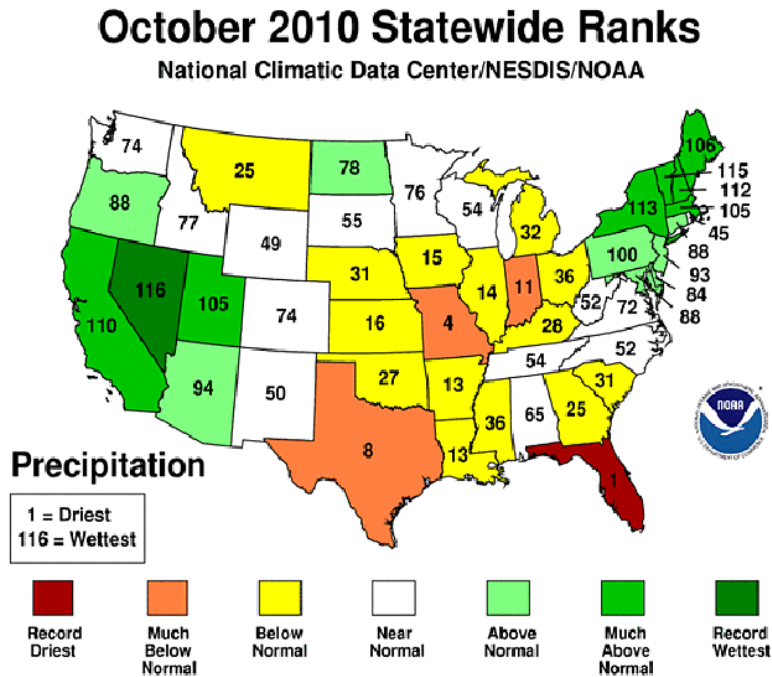 October 2010 Statewide Ranks
National Climatic Data Center/NESDIS/NOAA
74
25
78
76
106
115
112
105
45
88
93
84
88
88
77
55
54
32
113
49
116
105
110
31
15
14
11
36
100
52
72
74
16
4
28
54
52
94
50
27
13
36
65
25
31
8
13
1
NOAA
Precipitation
1 = Driest
116 = Wettest
Record
Driest
Much
Below
Normal
Below
Normal
Near
Normal
Above
Normal
Much
Above
Normal
Record
Wettest